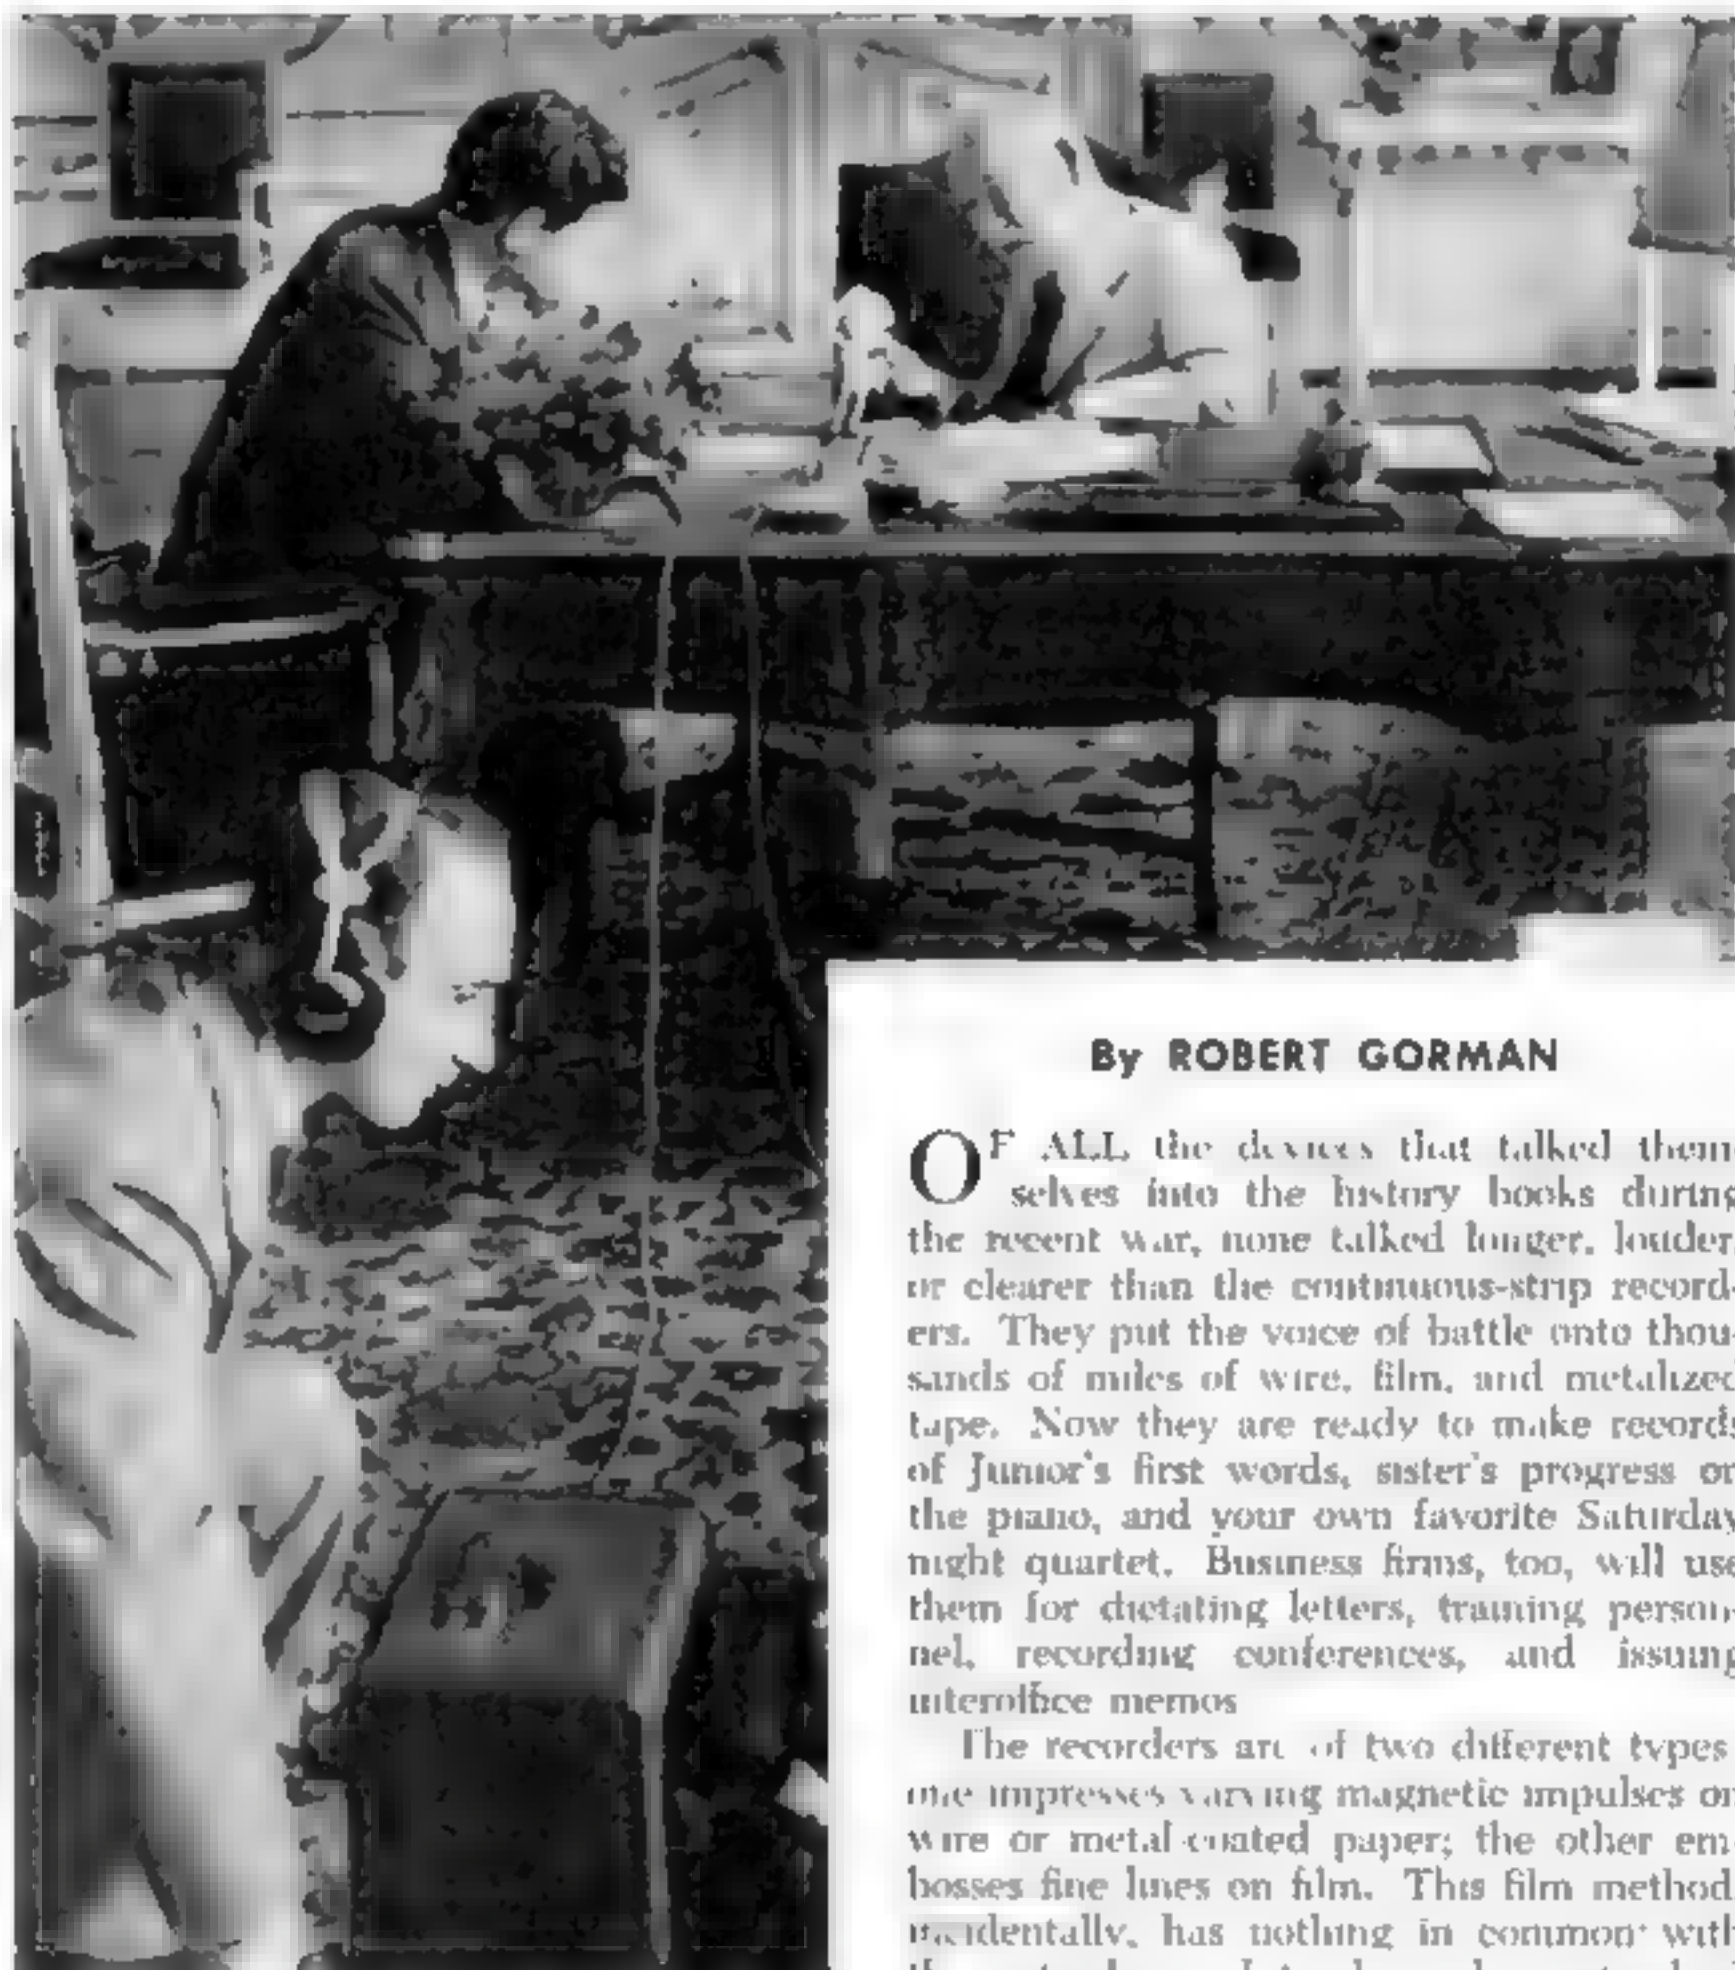 By ROBERT GORMAN
OF ALL the devices that talked them-
selves into the history books during
the recent war, none talked longer, louder
or clearer than the continuous-strip record-
ers. They put the voice of battle onto thou-
sands of miles of wire, film, and metalized
tape. Now they are ready to make records
of Junior's first words, sister's progress on
the piano, and your own favorite Saturday
night quartet. Business firms, too, will use
them for dictating letters, training person-
nel, recording conferences, and issuing
interoffice memos
The recorders are of two different types
one impresses varying magnetic impulses on
wire or metal-coated paper; the other em-
bosses fine lines on film. This film method,
incidentally, has nothing in common with